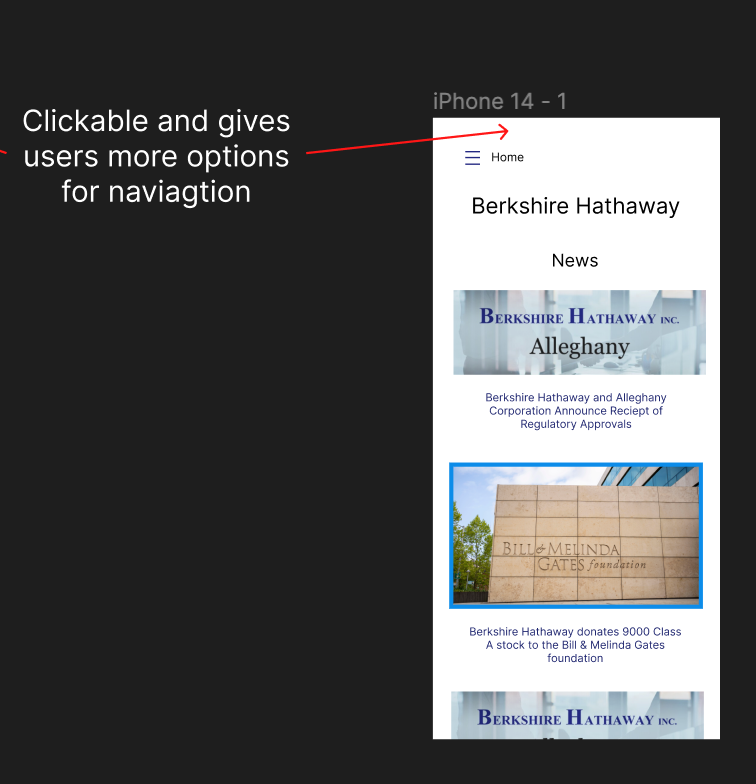 Clickable and gives
users more options
for naviagtion
iPhone 14 - 1
Home
Berkshire Hathaway
News
BERKSHIRE HATHAWAY INC.
Alleghany
Berkshire Hathaway and Alleghany
Corporation Announce Reciept of
Regulatory Approvals
BILL & MELINDA
GATES foundation
Berkshire Hathaway donates 9000 Class
A stock to the Bill & Melinda Gates
foundation
BERKSHIRE HATHAWAY INC.